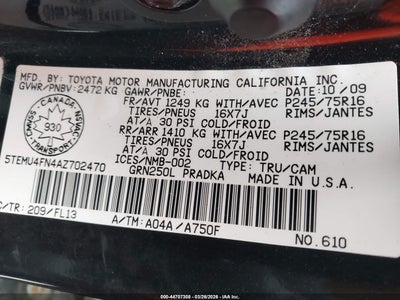 MFD. BY: TOYOTA MOTOR MANUFACTURING CALIFORNIA INC.
GVWR/PNBV: 2472 KG GAWR/PNBE: DATE: 10/09
FR/AVT 1249 KG WITH/AVEC P245/75R16
TIRES/PNEUS 16X7J RIMS/JANTES
AT/A 30 PSI COLD/FROID
RR/ARR 1410 KG WITH/AVEC P245/75R16
TIRES/PNEUS 16X7J RIMS/JANTES
AT/A 30 PSI COLD/FROID
CMVSS CANADA NSVAC
930
TRANSPORT
5TEMU4FN4AZ702470 ICES/NMB-002 TYPE: TRU/CAM
GRN250L PRADKA
MADE IN U.S.A.
C/TR: 209/FL13 A/TM: A04A/A750F NO. 610
© 44707308 - 03/26/2026 - IAA Holdings, LLC